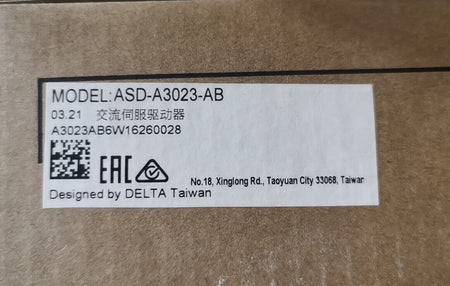 MODEL:ASD-A3023-AB
03.21 交流伺服驱动器
A3023AB6W16260028
EAC
No.18, Xinglong Rd., Taoyuan City 33068, Taiwan
Designed by DELTA Taiwan